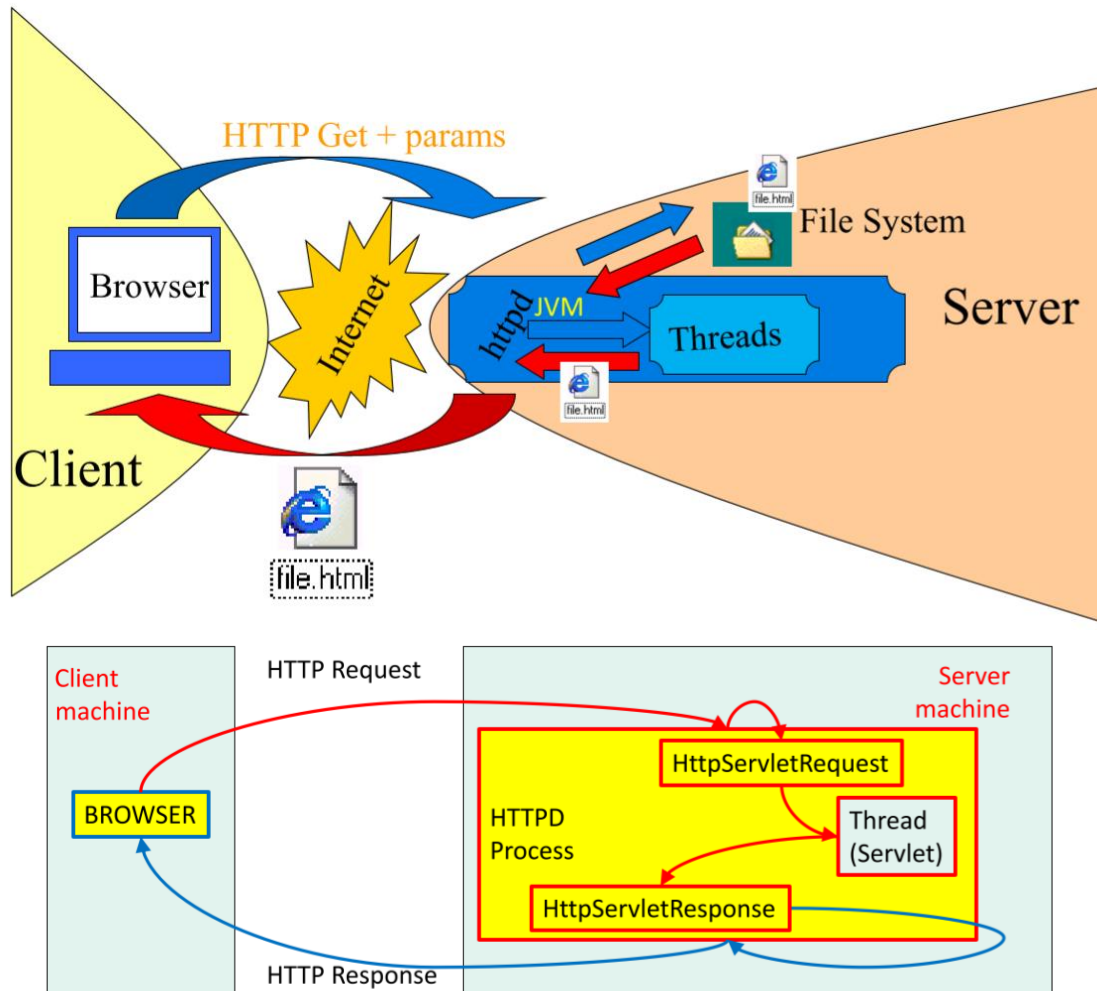 HTTP Get + params
file.html
File System
Browser
Internet
httpd
JVM
Threads
Server
file.html
Client
file.html
Client
machine
HTTP Request
Server
machine
HttpServletRequest
BROWSER
HTTPD
Process
Thread
(Servlet)
HttpServletResponse
HTTP Response